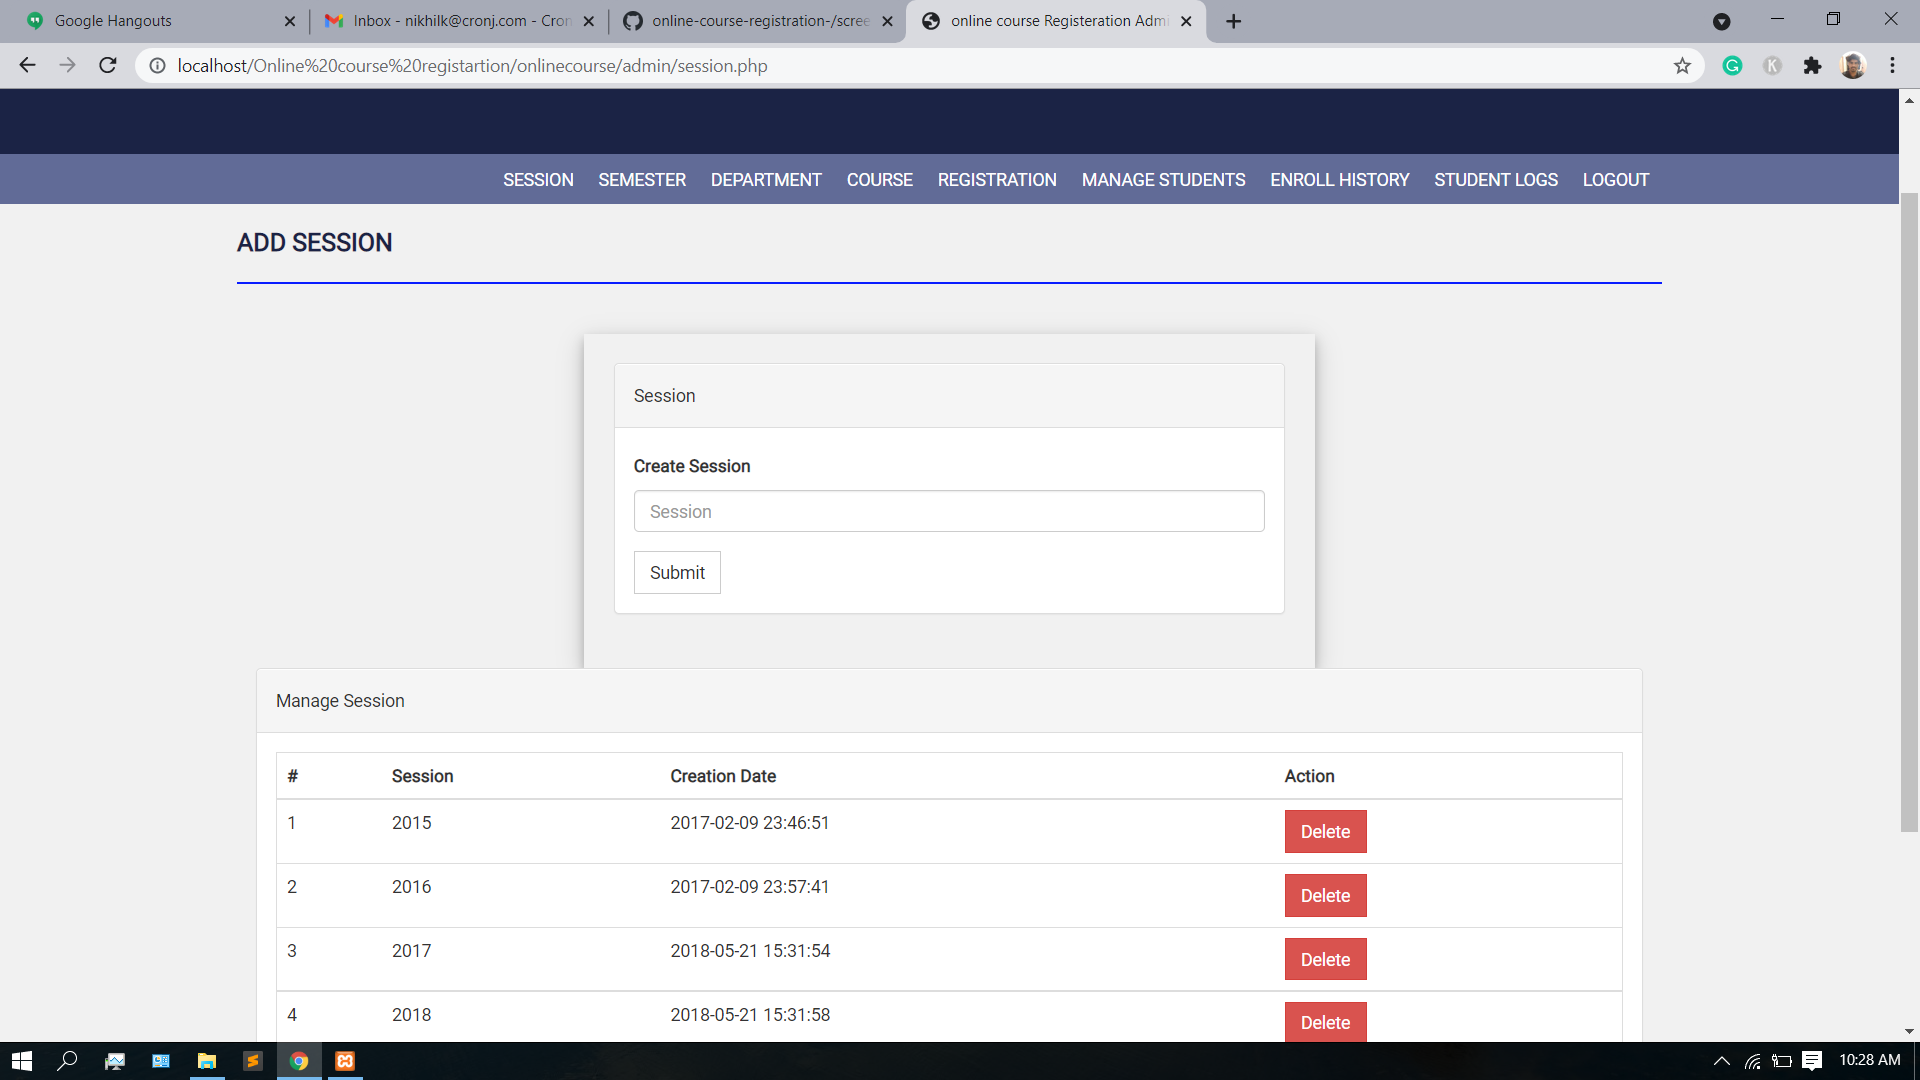 Google Hangouts
Inbox - nikhilk@cronj.com - Cron
online-course-registration-/scree
online course Registeration Admi
localhost/Online%20course%20registartion/onlinecourse/admin/session.php
SESSION SEMESTER DEPARTMENT COURSE REGISTRATION MANAGE STUDENTS ENROLL HISTORY STUDENT LOGS LOGOUT
ADD SESSION
Session
Create Session
Session
Submit
Manage Session
# Session Creation Date Action
1 2015 2017-02-09 23:46:51 Delete
2 2016 2017-02-09 23:57:41 Delete
3 2017 2018-05-21 15:31:54 Delete
4 2018 2018-05-21 15:31:58 Delete
10:28 AM